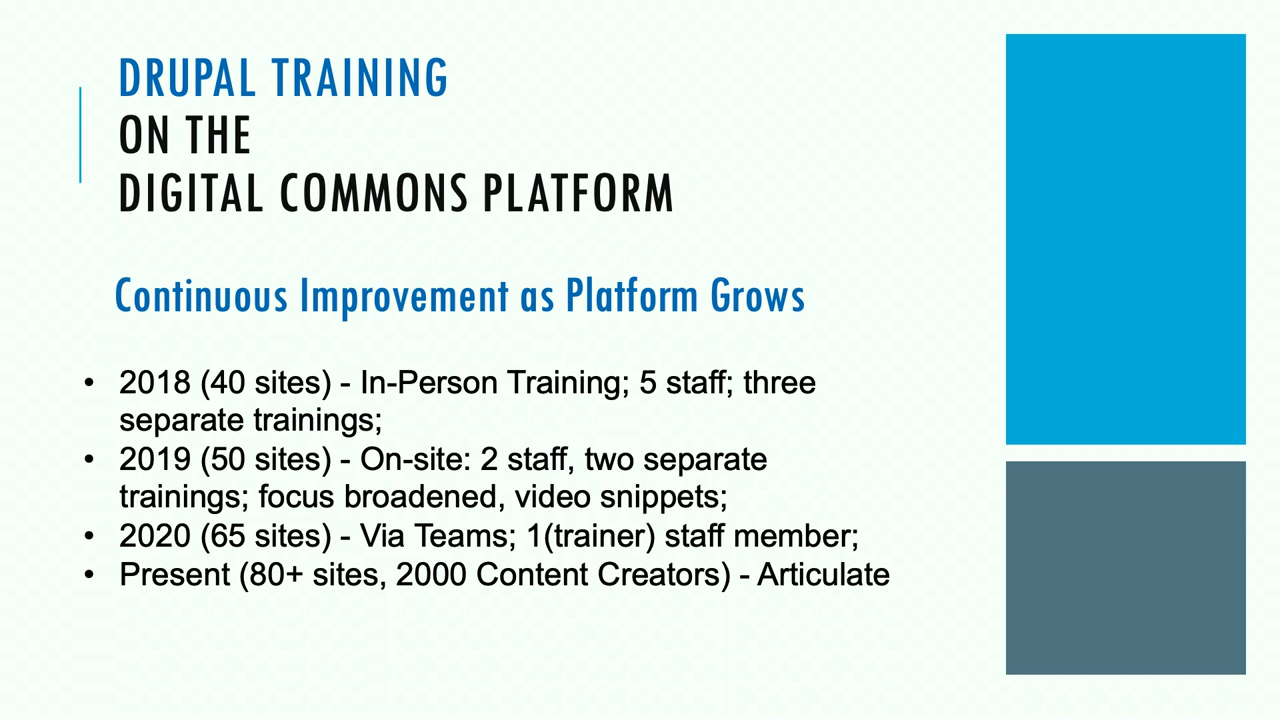 DRUPAL TRAINING
ON THE
DIGITAL COMMONS PLATFORM
Continuous Improvement as Platform Grows
• 2018 (40 sites) - In-Person Training; 5 staff; three
separate trainings;
• 2019 (50 sites) - On-site: 2 staff, two separate
trainings; focus broadened, video snippets;
• 2020 (65 sites) - Via Teams; 1(trainer) staff member;
• Present (80+ sites, 2000 Content Creators) - Articulate